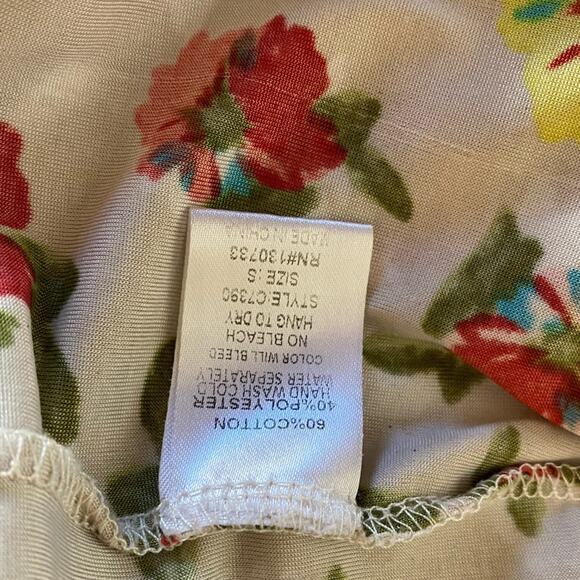 60%COTTON
40%POLYESTER
HAND WASH COLD
WATER SEPARATELY
COLOR WILL BLEED
NO BLEACH
HANG TO DRY
STYLE:C7390
SIZE:S
RN#130733
MADE IN CHINA